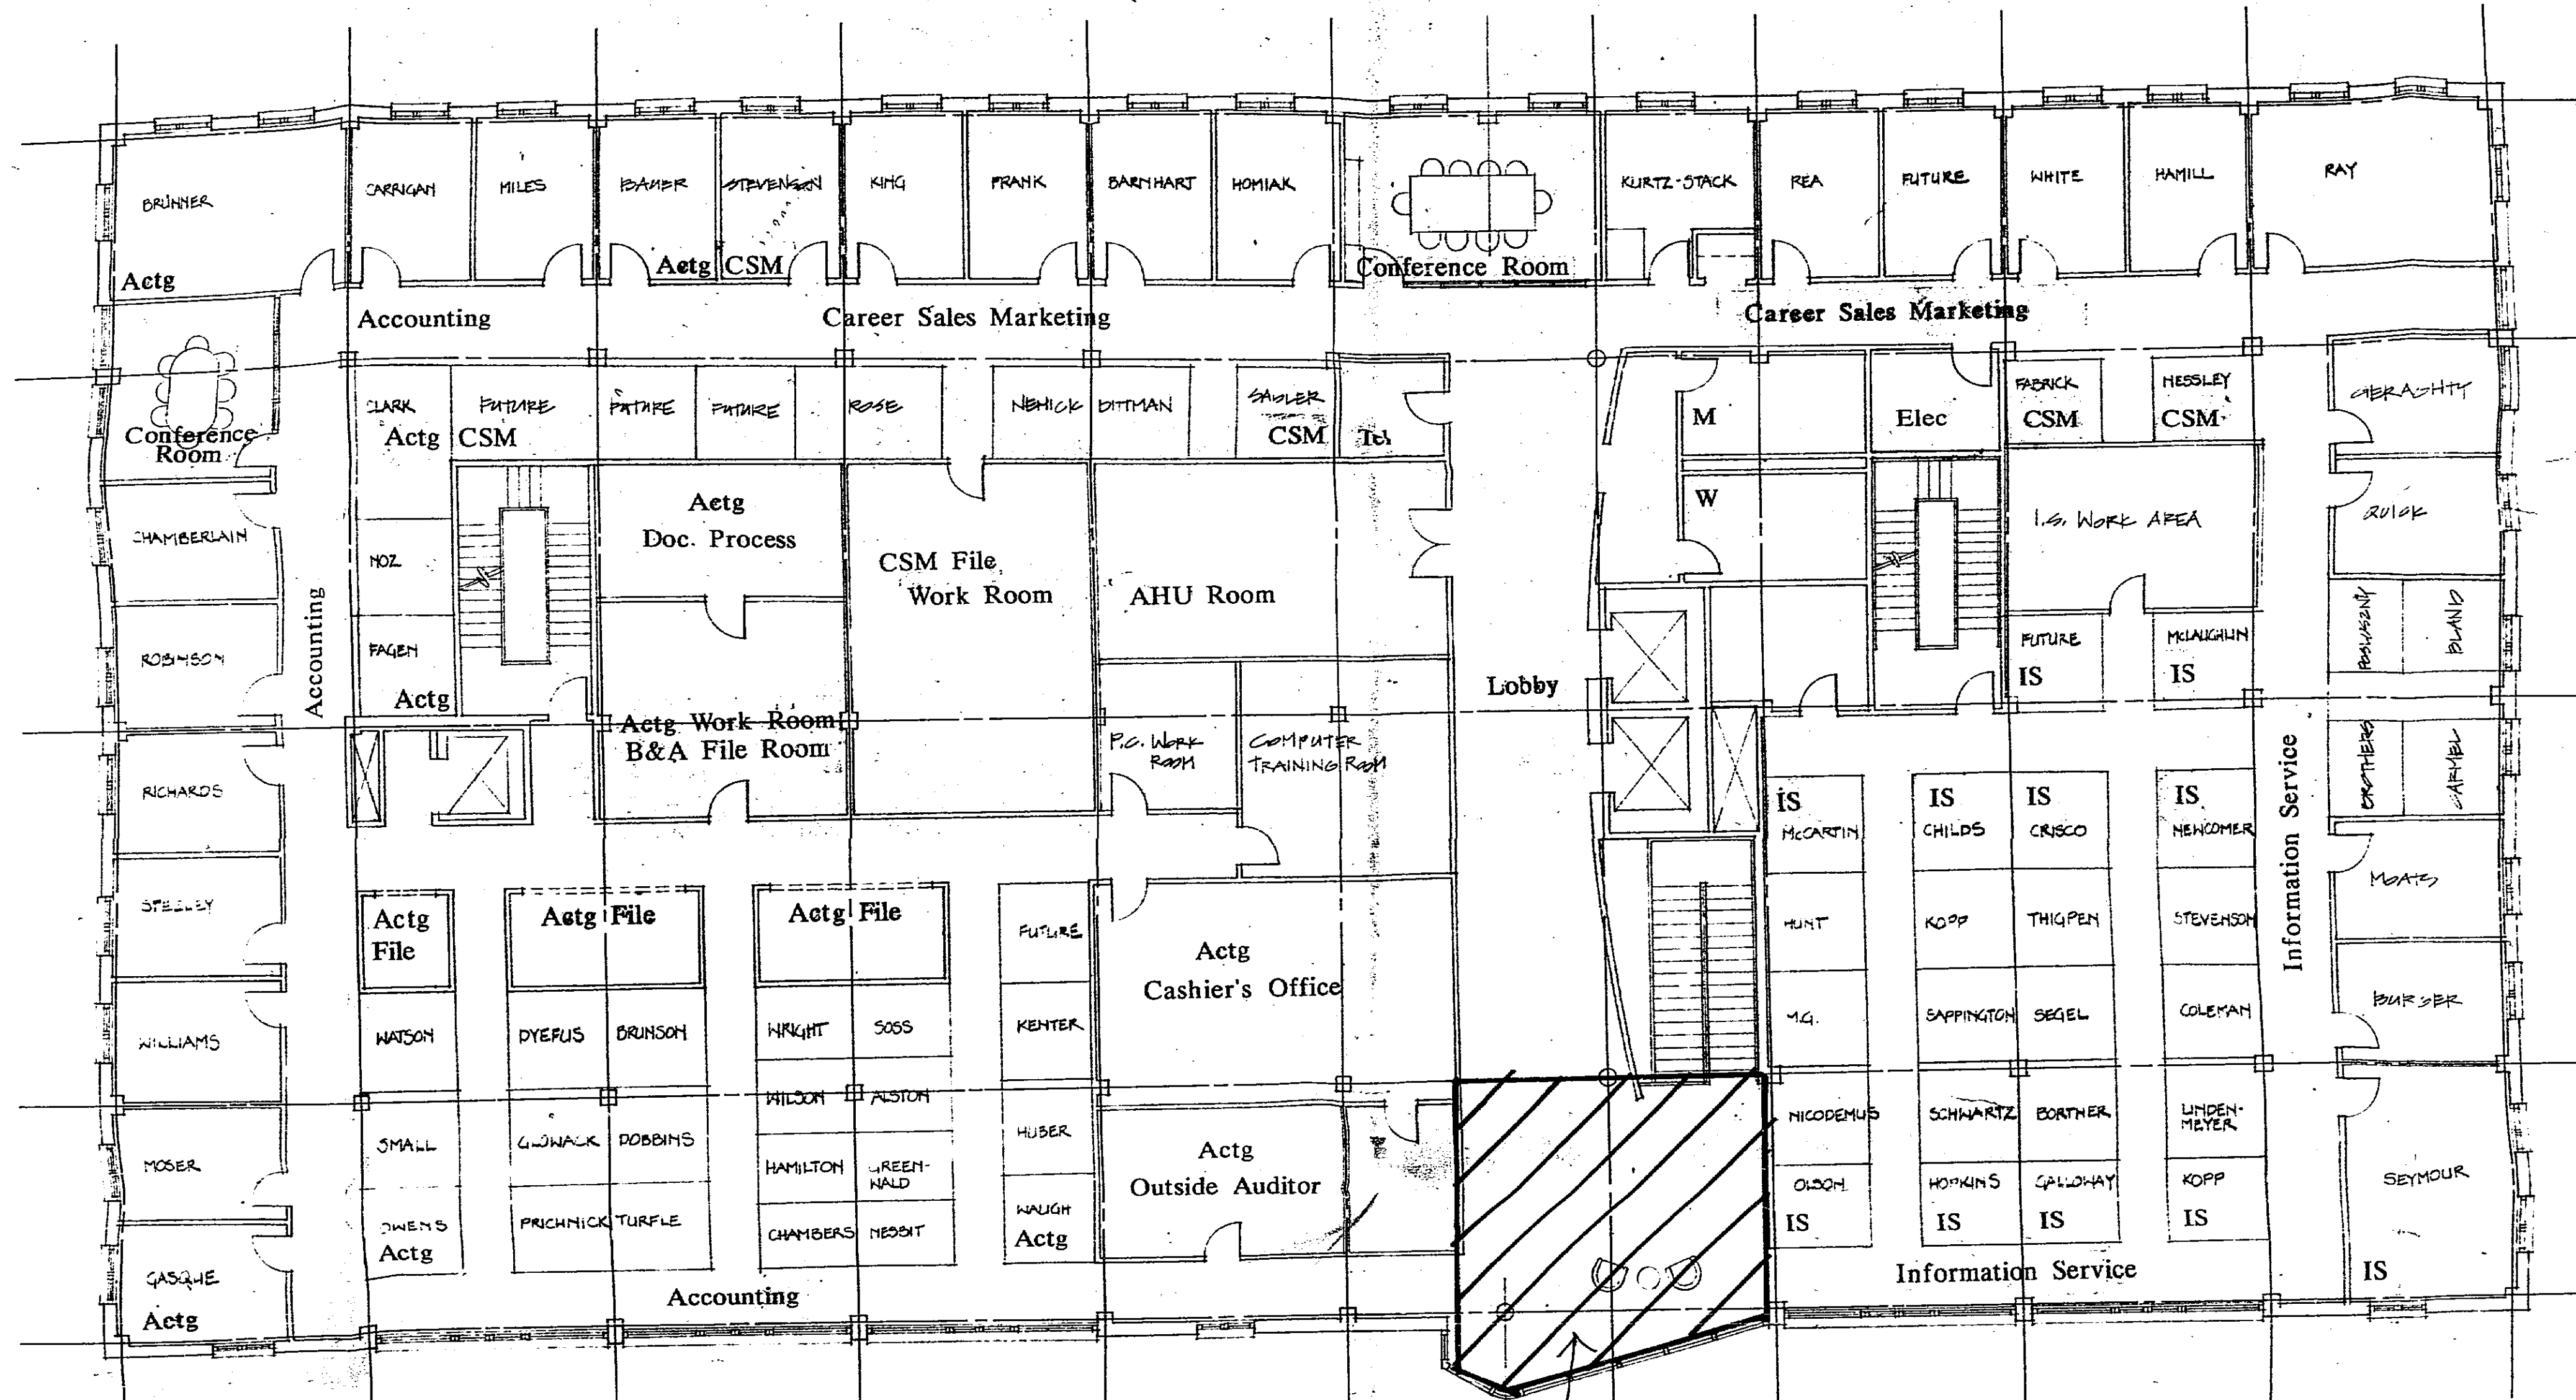 BRUNNER
Actg
CARRIGAN
MILES
BAUER
STEVENSON
Actg CSM
KING
FRANK
BARNHART
HOMIAK
Conference Room
KURTZ-STACK
REA
FUTURE
WHITE
HAMILL
RAY
Accounting
Career Sales Marketing
Career Sales Marketing
Conference
Room
CLARK
Actg
FUTURE
CSM
FUTURE
FUTURE
ROSE
NEMICK
DITTMAN
SADLER
CSM
Tel
M
Elec
FABRICK
CSM
HESSLEY
CSM
GERAGHTY
CHAMBERLAIN
NOZ
Actg
Doc. Process
CSM File
Work Room
AHU Room
W
I.S. WORK AREA
QUICK
ROBINSON
Accounting
FAGEN
Actg
Actg Work Room
B&A File Room
P.C. WORK
ROOM
COMPUTER
TRAINING ROOM
Lobby
FUTURE
IS
MCLAUGHLIN
IS
BLAND
BROTHERS
CARMEL
RICHARDS
STEELEY
WILLIAMS
MOSER
GASQUE
Actg
Actg
File
Actg File
Actg File
FUTURE
WATSON
DYEFUS
BRUNSON
WRIGHT
SOSS
KENTER
Actg
Cashier's Office
WILSON
ALSTON
SMALL
GLOWACK
DOBBINS
HAMILTON
GREEN-
WALD
HUBER
OWENS
Actg
PRICHNICK
TURFLE
CHAMBERS
NESBIT
WAUGH
Actg
Actg
Outside Auditor
Accounting
IS
MCCARTIN
IS
CHILDS
IS
CRISCO
IS
NEWCOMER
HUNT
KOPP
THIGPEN
STEVENSON
M.G.
SAPPINGTON
SEGEL
COLEMAN
NICODEMUS
SCHWARTZ
BORTNER
LINDEN-
MEYER
OLSON
IS
HOPKINS
IS
GALLOWAY
IS
KOPP
IS
Information Service
Information Service
MOATS
BURGER
SEYMOUR
IS